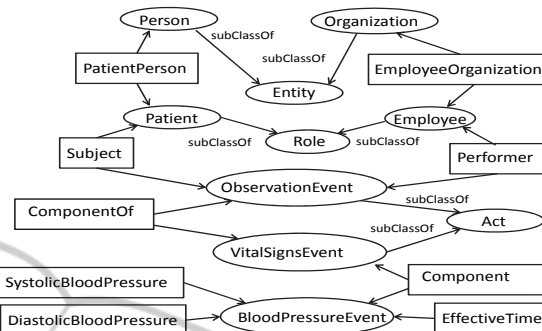 Person
Organization
subClassOf
subClassOf
PatientPerson
EmployeeOrganization
Entity
Patient
Employee
subClassOf
Role
subClassOf
Subject
Performer
ObservationEvent
subClassOf
ComponentOf
Act
subClassOf
VitalSignsEvent
SystolicBloodPressure
Component
DiastolicBloodPressure
BloodPressureEvent
EffectiveTime